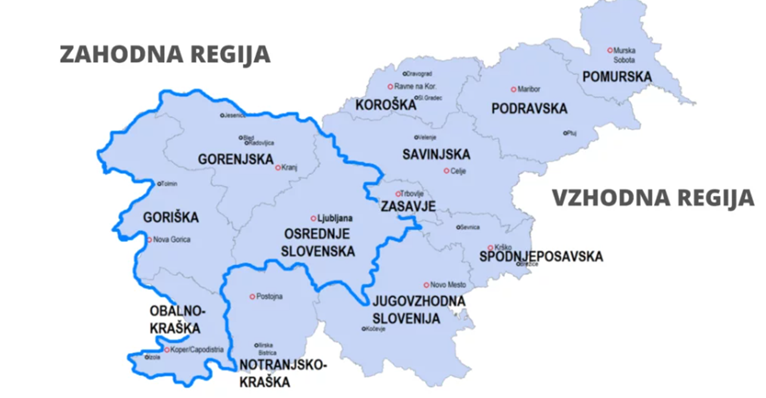 ZAHODNA REGIJA
Murska
Sobota
POMURSKA
Dravograd
Ravne na Kor.
Sl.Gradec
KOROŠKA
Maribor
PODRAVSKA
Ptuj
Jesenice
Bled
Radovljica
GORENJSKA
Kranj
Velenje
SAVINJSKA
Celje
VZHODNA REGIJA
Tolmin
GORIŠKA
Nova Gorica
Ljubljana
OSREDNJE
SLOVENSKA
Trbovlje
ZASAVJE
Sevnica
Krško
SPODNJEPOSAVSKA
Brežice
Postojna
Novo Mesto
JUGOVZHODNA
SLOVENIJA
Kočevje
OBALNO-
KRAŠKA
Koper/Capodistria
Izola
Ilirska
Bistrica
NOTRANJSKO-
KRAŠKA